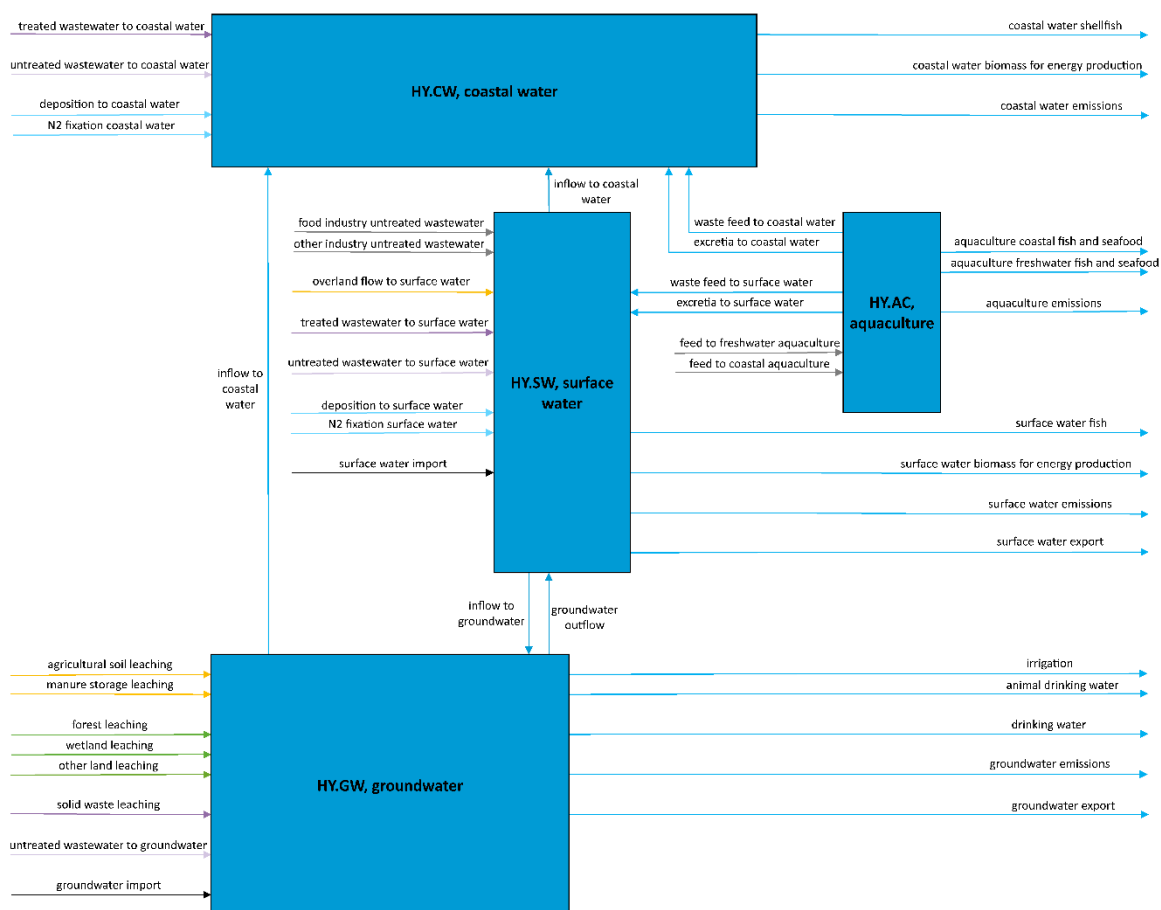 treated wastewater to coastal water
untreated wastewater to coastal water
deposition to coastal water
N2 fixation coastal water
HY.CW, coastal water
coastal water shellfish
coastal water biomass for energy production
coastal water emissions
inflow to
coastal
water
inflow to coastal
water
food industry untreated wastewater
other industry untreated wastewater
overland flow to surface water
treated wastewater to surface water
untreated wastewater to surface water
deposition to surface water
N2 fixation surface water
surface water import
HY.SW, surface
water
waste feed to coastal water
excretia to coastal water
waste feed to surface water
excretia to surface water
feed to freshwater aquaculture
feed to coastal aquaculture
HY.AC,
aquaculture
aquaculture coastal fish and seafood
aquaculture freshwater fish and seafood
aquaculture emissions
surface water fish
surface water biomass for energy production
surface water emissions
surface water export
inflow to
groundwater
groundwater
outflow
agricultural soil leaching
manure storage leaching
forest leaching
wetland leaching
other land leaching
solid waste leaching
untreated wastewater to groundwater
groundwater import
HY.GW, groundwater
irrigation
animal drinking water
drinking water
groundwater emissions
groundwater export